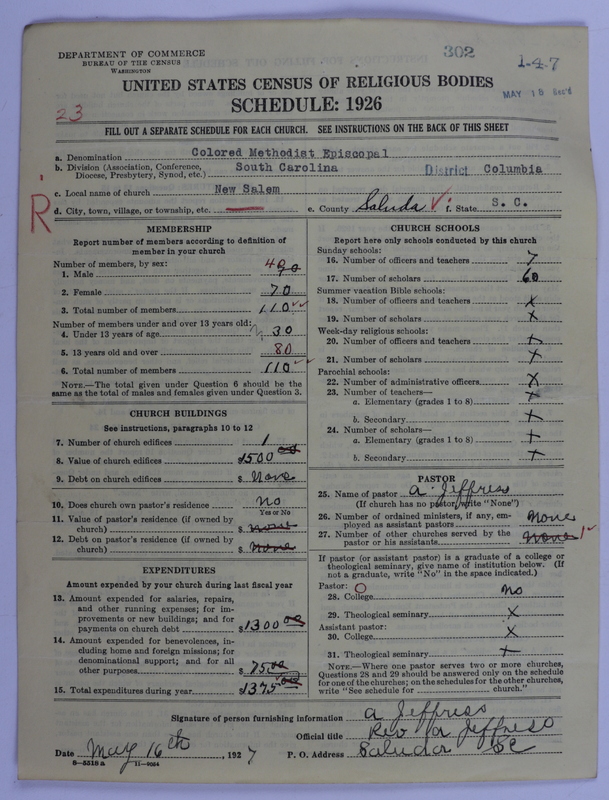 DEPARTMENT OF COMMERCE
BUREAU OF THE CENSUS
WASHINGTON
302
1-4-7
UNITED STATES CENSUS OF RELIGIOUS BODIES
MAY 18
SCHEDULE: 1926
23
FILL OUT A SEPARATE SCHEDULE FOR EACH CHURCH. SEE INSTRUCTIONS ON THE BACK OF THIS SHEET
a. Denomination Colored Methodist Episcopal
b. Division (Association, Conference, Diocese, Presbytery, Synod, etc.) South Carolina District Columbia
c. Local name of church New Salem
R
d. City, town, village, or township, etc. e. County Saluda f. State S. C.
MEMBERSHIP
Report number of members according to definition of
member in your church
Number of members, by sex:
1. Male 40
2. Female 70
3. Total number of members 110
Number of members under and over 13 years old:
4. Under 13 years of age 30
5. 13 years old and over 80
6. Total number of members 110
NOTE.—The total given under Question 6 should be the
same as the total of males and females given under Question 3.
CHURCH BUILDINGS
See instructions, paragraphs 10 to 12
7. Number of church edifices 1
8. Value of church edifices $1500 00
9. Debt on church edifices $ None
10. Does church own pastor's residence No
Yes or No
11. Value of pastor's residence (if owned by
church) $ none
12. Debt on pastor's residence (if owned by
church) $ none
EXPENDITURES
Amount expended by your church during last fiscal year
13. Amount expended for salaries, repairs,
and other running expenses; for im-
provements or new buildings; and for
payments on church debt $1300 00
14. Amount expended for benevolences, in-
cluding home and foreign missions; for
denominational support; and for all
other purposes $ 75.00
15. Total expenditures during year $1375 00
CHURCH SCHOOLS
Report here only schools conducted by this church
Sunday schools:
16. Number of officers and teachers 7
17. Number of scholars 60
Summer vacation Bible schools:
18. Number of officers and teachers x
19. Number of scholars x
Week-day religious schools:
20. Number of officers and teachers x
21. Number of scholars x
Parochial schools:
22. Number of administrative officers x
23. Number of teachers—
a. Elementary (grades 1 to 8) x
b. Secondary x
24. Number of scholars—
a. Elementary (grades 1 to 8) x
b. Secondary x
PASTOR
25. Name of pastor a. Jeffress
(If church has no pastor, write "None")
26. Number of ordained ministers, if any, em-
ployed as assistant pastors none
27. Number of other churches served by the
pastor or his assistants none 1
If pastor (or assistant pastor) is a graduate of a college or
theological seminary, give name of institution below. (If
not a graduate, write "No" in the space indicated.)
Pastor: O
28. College no
29. Theological seminary x
Assistant pastor:
30. College x
31. Theological seminary x
NOTE.—Where one pastor serves two or more churches,
Questions 28 and 29 should be answered only on the schedule
for one of the churches; on the schedules for the other churches,
write "See schedule for church."
Signature of person furnishing information a Jeffress
Official title Rev a Jeffress
Date May 16th, 1927 P. O. Address Saludar SC
8-5518 a 11-9024